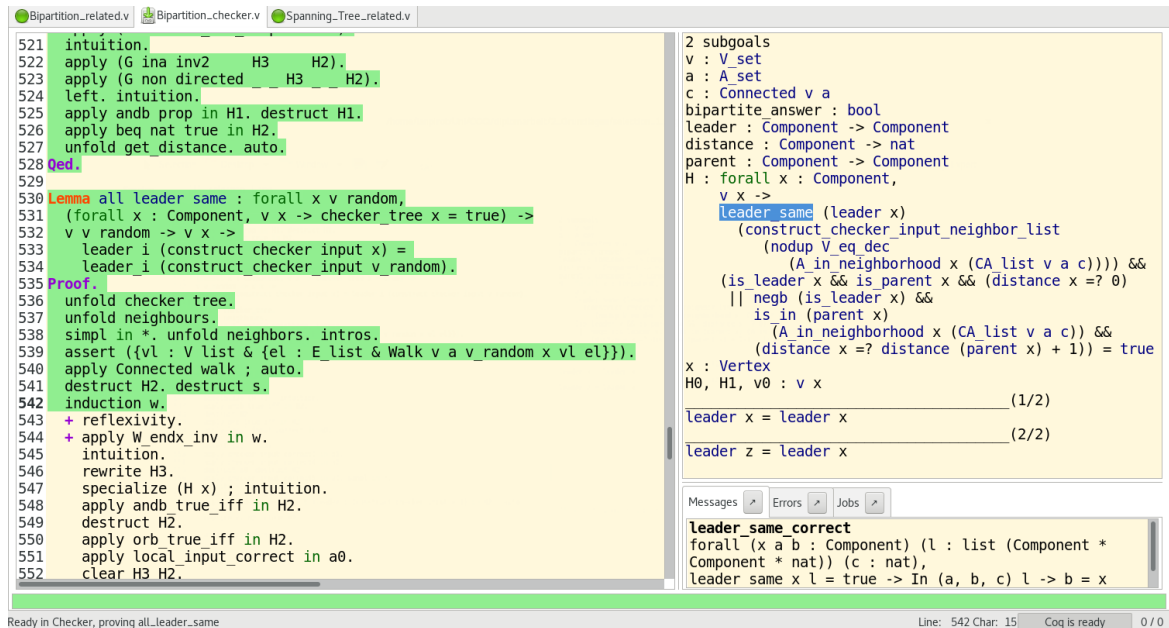 Bipartition_related.v
Bipartition_checker.v
Spanning_Tree_related.v
521 intuition.
522 apply (G ina inv2 H3 H2).
523 apply (G non directed _ _ H3 _ _ H2).
524 left. intuition.
525 apply andb prop in H1. destruct H1.
526 apply beq nat true in H2.
527 unfold get_distance. auto.
528 Qed.
529
530 Lemma all leader same : forall x v random,
531 (forall x : Component, v x -> checker_tree x = true) ->
532 v v random -> v x ->
533 leader i (construct checker input x) =
534 leader_i (construct_checker_input v_random).
535 Proof.
536 unfold checker tree.
537 unfold neighbours.
538 simpl in *. unfold neighbors. intros.
539 assert ({vl : V list & {el : E_list & Walk v a v_random x vl el}}).
540 apply Connected walk ; auto.
541 destruct H2. destruct s.
542 induction w.
543 + reflexivity.
544 + apply W_endx_inv in w.
545 intuition.
546 rewrite H3.
547 specialize (H x) ; intuition.
548 apply andb_true_iff in H2.
549 destruct H2.
550 apply orb_true_iff in H2.
551 apply local_input_correct in a0.
552 clear H3 H2.
2 subgoals
v : V_set
a : A_set
c : Connected v a
bipartite_answer : bool
leader : Component -> Component
distance : Component -> nat
parent : Component -> Component
H : forall x : Component,
v x ->
leader_same (leader x)
(construct_checker_input_neighbor_list
(nodup V_eq_dec
(A_in_neighborhood x (CA_list v a c)))) &&
(is_leader x && is_parent x && (distance x =? 0)
|| negb (is_leader x) &&
is_in (parent x)
(A_in_neighborhood x (CA_list v a c)) &&
(distance x =? distance (parent x) + 1)) = true
x : Vertex
H0, H1, v0 : v x
(1/2)
leader x = leader x
(2/2)
leader z = leader x
Messages
Errors
Jobs
leader_same_correct
forall (x a b : Component) (l : list (Component *
Component * nat)) (c : nat),
leader same x l = true -> In (a, b, c) l -> b = x
Ready in Checker, proving all_leader_same
Line: 542 Char: 15
Coq is ready
0 / 0